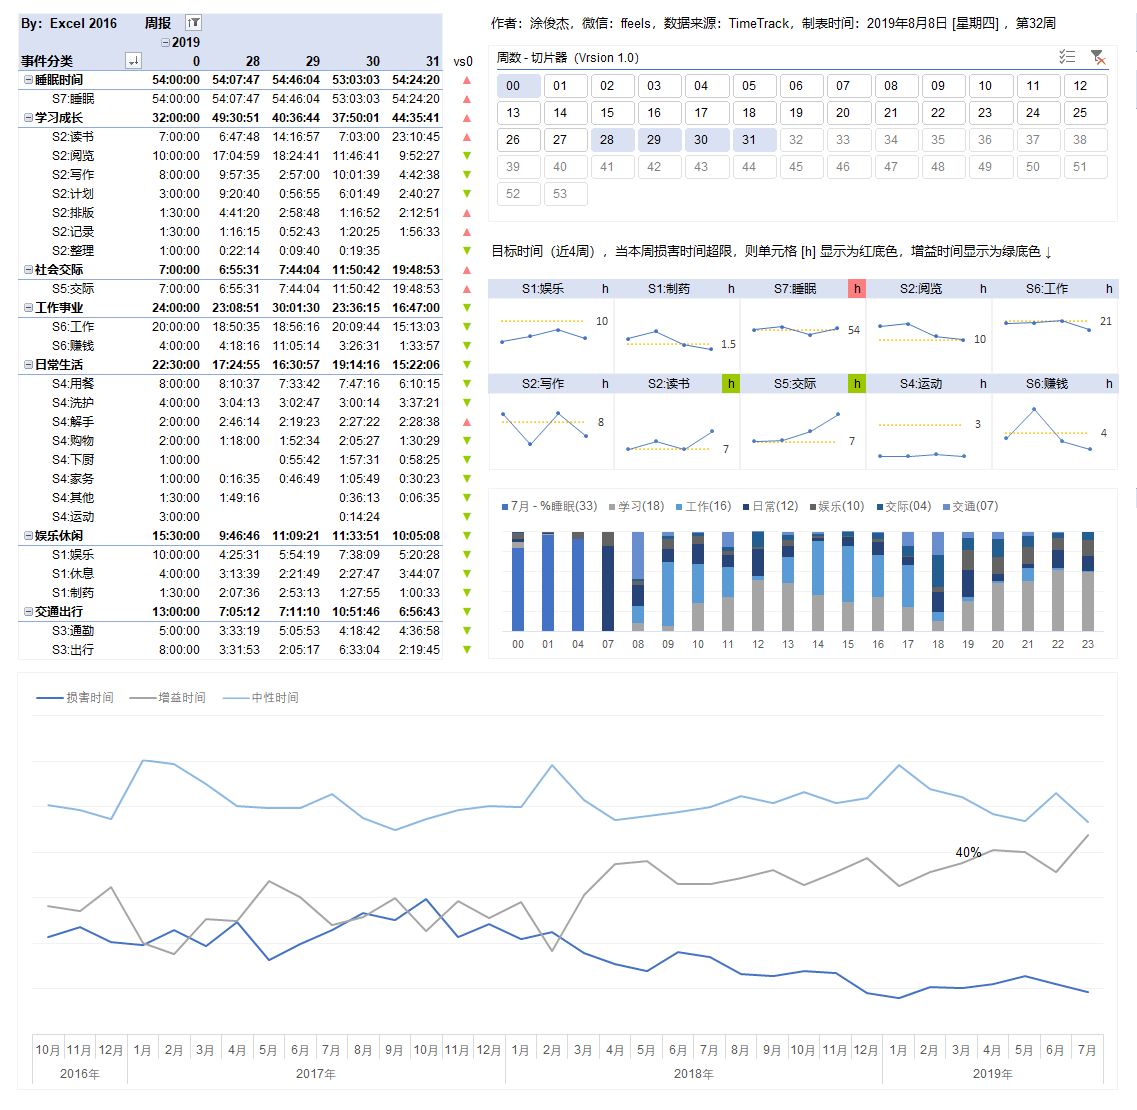 By：Excel 2016 周报
2019
事件分类 0 28 29 30 31 vs0
睡眠时间 54:00:00 54:07:47 54:46:04 53:03:03 54:24:20
S7:睡眠 54:00:00 54:07:47 54:46:04 53:03:03 54:24:20
学习成长 32:00:00 49:30:51 40:36:44 37:50:01 44:35:41
S2:读书 7:00:00 6:47:48 14:16:57 7:03:00 23:10:45
S2:阅览 10:00:00 17:04:59 18:24:41 11:46:41 9:52:27
S2:写作 8:00:00 9:57:35 2:57:00 10:01:39 4:42:38
S2:计划 3:00:00 9:20:40 0:56:55 6:01:49 2:40:27
S2:排版 1:30:00 4:41:20 2:58:48 1:16:52 2:12:51
S2:记录 1:30:00 1:16:15 0:52:43 1:20:25 1:56:33
S2:整理 1:00:00 0:22:14 0:09:40 0:19:35
社会交际 7:00:00 6:55:31 7:44:04 11:50:42 19:48:53
S5:交际 7:00:00 6:55:31 7:44:04 11:50:42 19:48:53
工作事业 24:00:00 23:08:51 30:01:30 23:36:15 16:47:00
S6:工作 20:00:00 18:50:35 18:56:16 20:09:44 15:13:03
S6:赚钱 4:00:00 4:18:16 11:05:14 3:26:31 1:33:57
日常生活 22:30:00 17:24:55 16:30:57 19:14:16 15:22:06
S4:用餐 8:00:00 8:10:37 7:33:42 7:47:16 6:10:15
S4:洗护 4:00:00 3:04:13 3:02:47 3:00:14 3:37:21
S4:解手 2:00:00 2:46:14 2:19:23 2:27:22 2:28:38
S4:购物 2:00:00 1:18:00 1:52:34 2:05:27 1:30:29
S4:下厨 1:00:00 0:55:42 1:57:31 0:58:25
S4:家务 1:00:00 0:16:35 0:46:49 1:05:49 0:30:23
S4:其他 1:30:00 1:49:16 0:36:13 0:06:35
S4:运动 3:00:00 0:14:24
娱乐休闲 15:30:00 9:46:46 11:09:21 11:33:51 10:05:08
S1:娱乐 10:00:00 4:25:31 5:54:19 7:38:09 5:20:28
S1:休息 4:00:00 3:13:39 2:21:49 2:27:47 3:44:07
S1:制药 1:30:00 2:07:36 2:53:13 1:27:55 1:00:33
交通出行 13:00:00 7:05:12 7:11:10 10:51:46 6:56:43
S3:通勤 5:00:00 3:33:19 5:05:53 4:18:42 4:36:58
S3:出行 8:00:00 3:31:53 2:05:17 6:33:04 2:19:45
作者：涂俊杰，微信：ffeels，数据来源：TimeTrack，制表时间：2019年8月8日 [星期四] ，第32周
周数 - 切片器（Vrsion 1.0）
00 01 02 03 04 05 06 07 08 09 10 11 12
13 14 15 16 17 18 19 20 21 22 23 24 25
26 27 28 29 30 31 32 33 34 35 36 37 38
39 40 41 42 43 44 45 46 47 48 49 50 51
52 53
目标时间（近4周），当本周损害时间超限，则单元格 [h] 显示为红底色，增益时间显示为绿底色 ↓
S1:娱乐 h S1:制药 h S7:睡眠 h S2:阅览 h S6:工作 h
10 1.5 54 10 21
S2:写作 h S2:读书 h S5:交际 h S4:运动 h S6:赚钱 h
8 7 7 3 4
7月 - %睡眠(33) 学习(18) 工作(16) 日常(12) 娱乐(10) 交际(04) 交通(07)
00 01 04 07 08 09 10 11 12 13 14 15 16 17 18 19 20 21 22 23
损害时间 增益时间 中性时间
40%
10月 11月 12月 1月 2月 3月 4月 5月 6月 7月 8月 9月 10月 11月 12月 1月 2月 3月 4月 5月 6月 7月 8月 9月 10月 11月 12月 1月 2月 3月 4月 5月 6月 7月
2016年 2017年 2018年 2019年